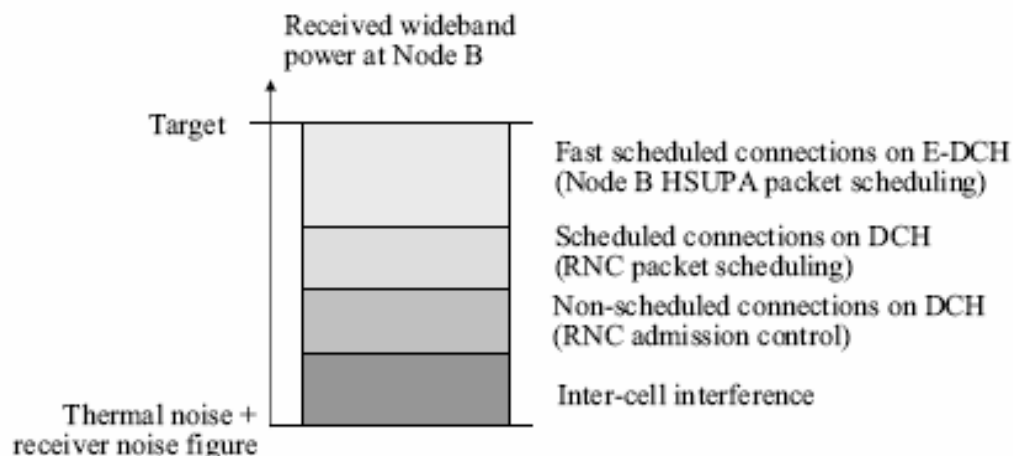 Received wideband
power at Node B
Target
Fast scheduled connections on E-DCH
(Node B HSUPA packet scheduling)
Scheduled connections on DCH
(RNC packet scheduling)
Non-scheduled connections on DCH
(RNC admission control)
Inter-cell interference
Thermal noise +
receiver noise figure